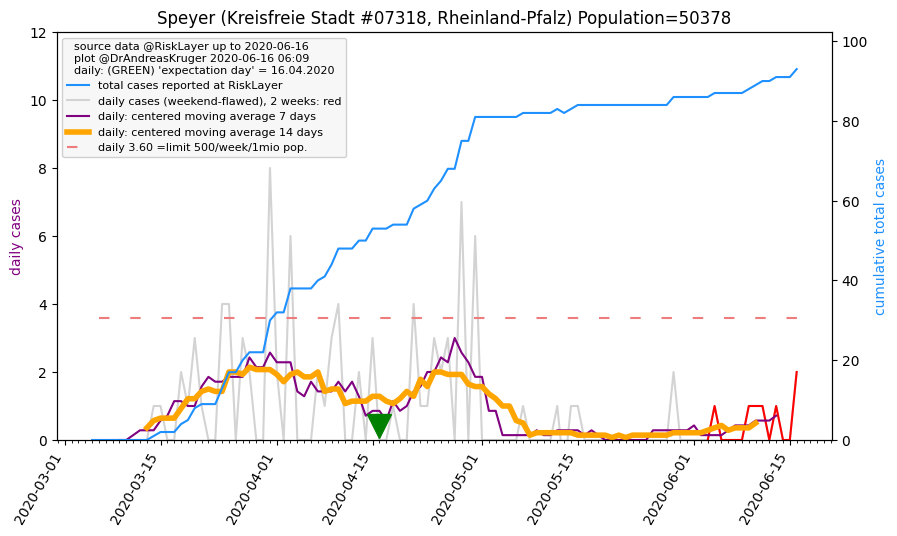 Speyer (Kreisfreie Stadt #07318, Rheinland-Pfalz) Population=50378
source data @RiskLayer up to 2020-06-16
plot @DrAndreasKruger 2020-06-16 06:09
daily: (GREEN) 'expectation day' = 16.04.2020
total cases reported at RiskLayer
daily cases (weekend-flawed), 2 weeks: red
daily: centered moving average 7 days
daily: centered moving average 14 days
daily 3.60 =limit 500/week/1mio pop.
daily cases
12
10
8
6
4
2
0
cumulative total cases
100
80
60
40
20
0
2020-03-01
2020-03-15
2020-04-01
2020-04-15
2020-05-01
2020-05-15
2020-06-01
2020-06-15